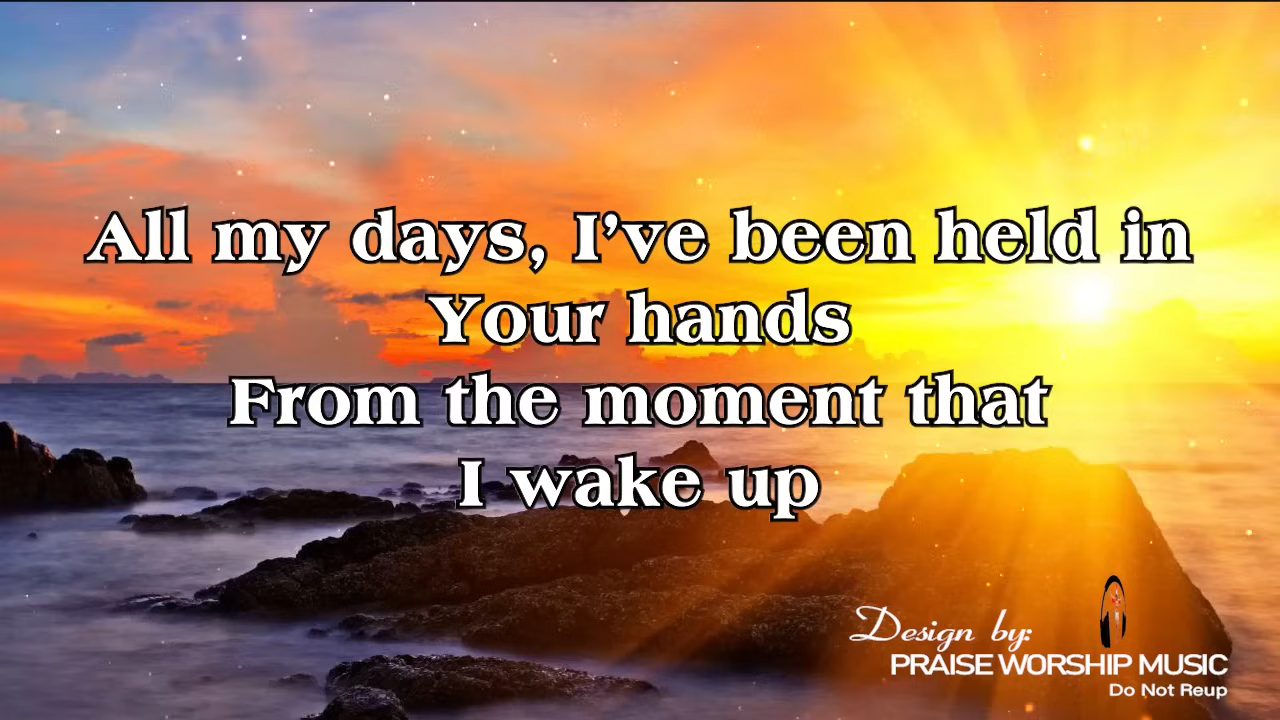 All my days, I've been held in
Your hands
From the moment that
I wake up
Design by:
PRAISE WORSHIP MUSIC
Do Not Reup